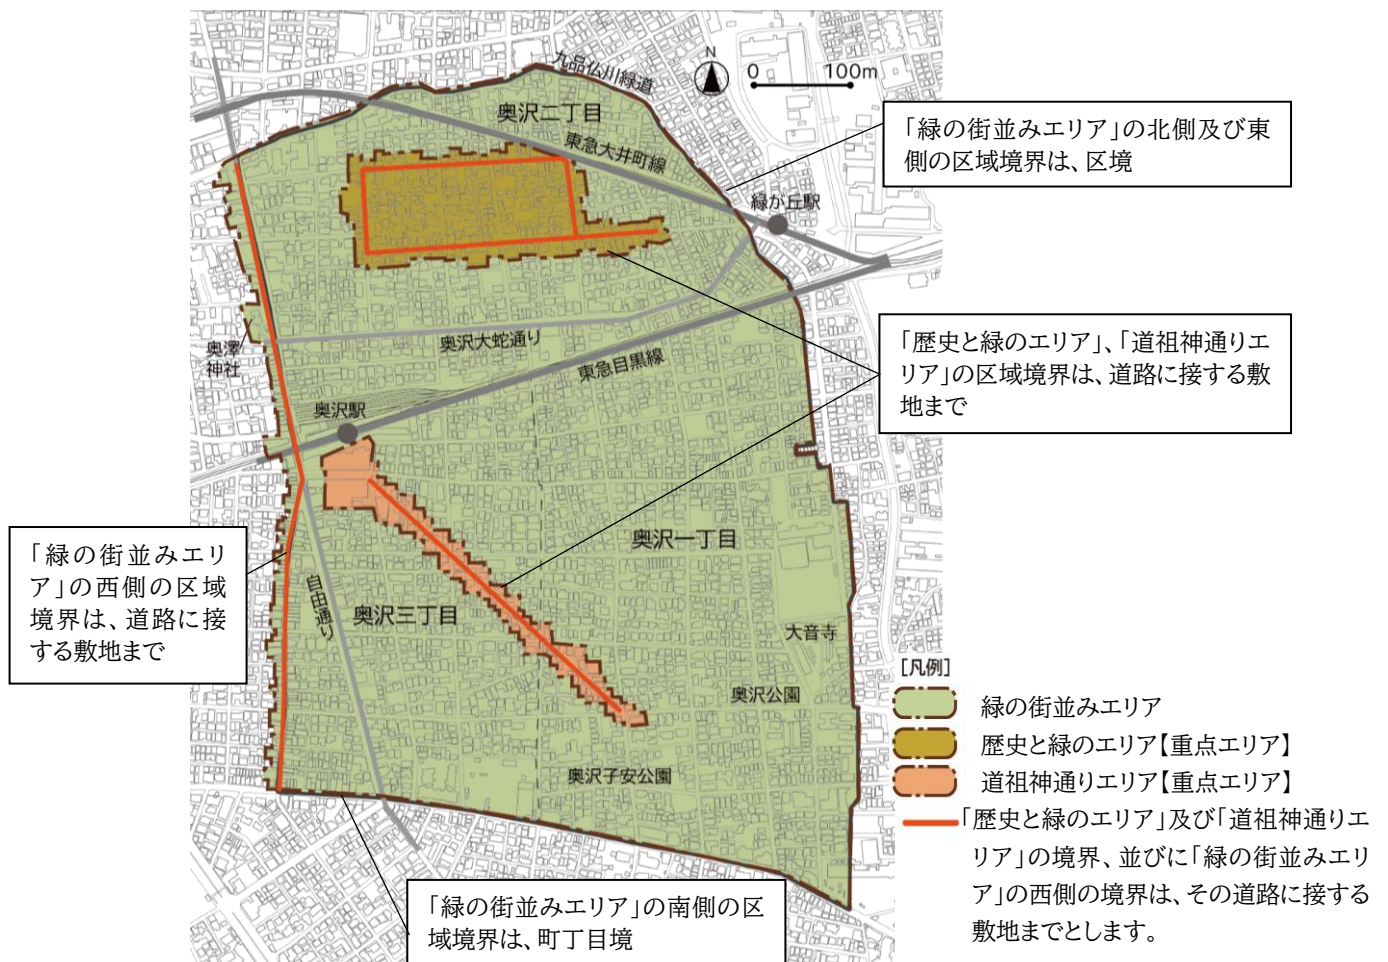 九品仏川緑道
N
0 100m
奥沢二丁目
東急大井町線
緑が丘駅
「緑の街並みエリア」の北側及び東
側の区域境界は、区境
奥澤
神社
奥沢大蛇通り
東急目黒線
「歴史と緑のエリア」、「道祖神通りエ
リア」の区域境界は、道路に接する敷
地まで
奥沢駅
奥沢一丁目
「緑の街並みエリ
ア」の西側の区域
境界は、道路に接
する敷地まで
自由通り
奥沢三丁目
大音寺
奥沢公園
奥沢子安公園
[凡例]
緑の街並みエリア
歴史と緑のエリア【重点エリア】
道祖神通りエリア【重点エリア】
「歴史と緑のエリア」及び「道祖神通りエ
リア」の境界、並びに「緑の街並みエリ
ア」の西側の境界は、その道路に接する
敷地までとします。
「緑の街並みエリア」の南側の区
域境界は、町丁目境